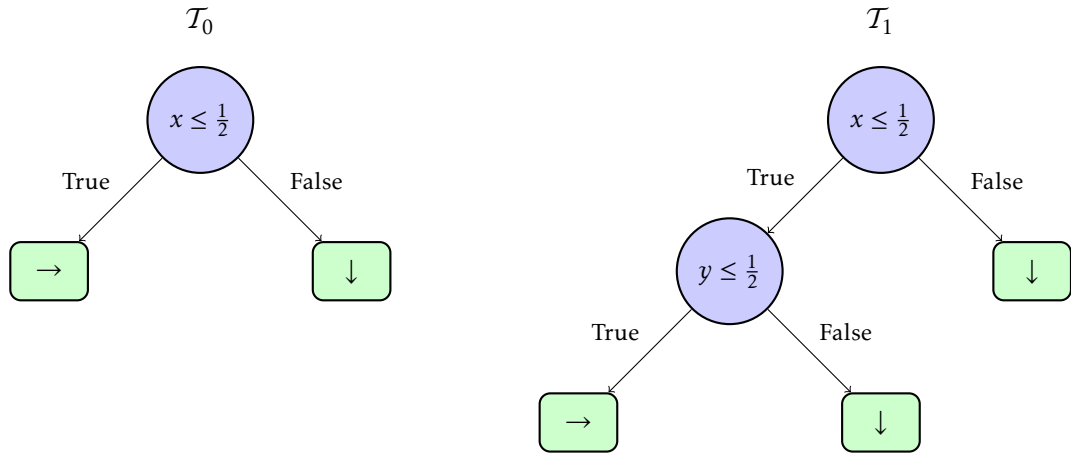 𝒯₀ 𝒯₁
x ≤ 1/2 x ≤ 1/2
True False True False
→ ↓ y ≤ 1/2 ↓
True False
→ ↓